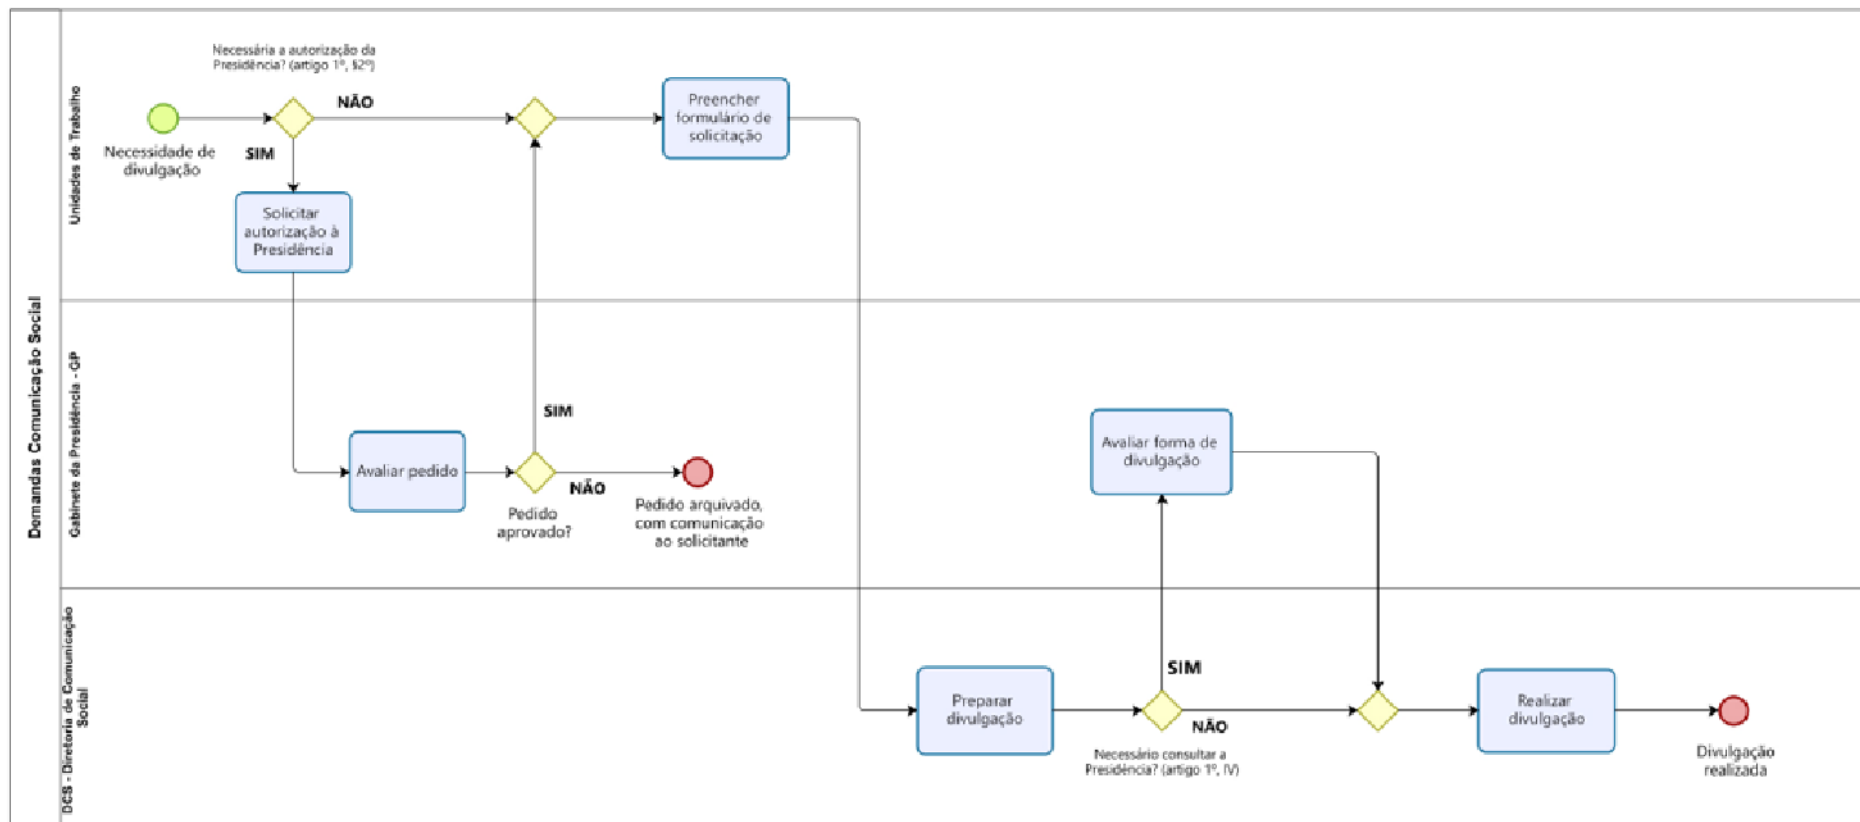 Demandas Comunicação Social
Unidades de Trabalho
Necessária a autorização da
Presidência? (artigo 1º, §2º)
NÃO
SIM
Necessidade de
divulgação
Solicitar
autorização à
Presidência
Preencher
formulário de
solicitação
Gabinete da Presidência - GP
Avaliar pedido
SIM
NÃO
Pedido
aprovado?
Pedido arquivado,
com comunicação
ao solicitante
Avaliar forma de
divulgação
DCS - Diretoria de Comunicação
Social
Preparar
divulgação
SIM
NÃO
Necessário consultar a
Presidência? (artigo 1º, IV)
Realizar
divulgação
Divulgação
realizada